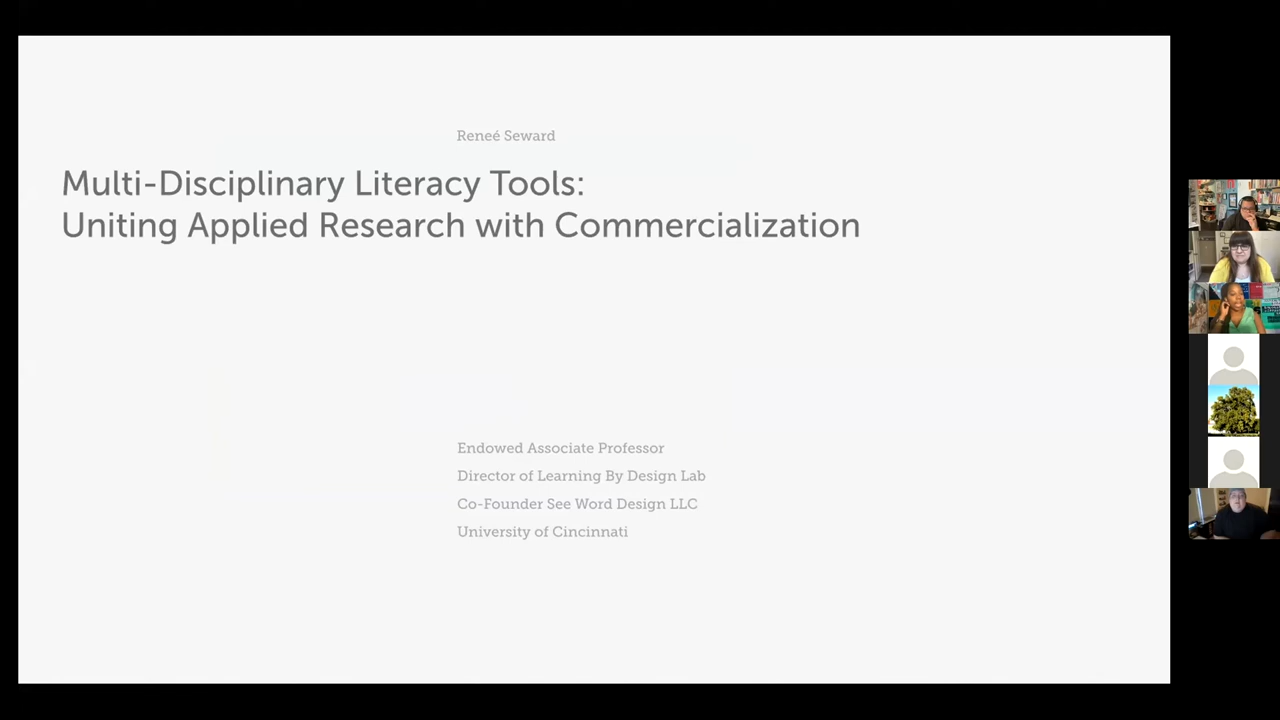 Reneé Seward
Multi-Disciplinary Literacy Tools:
Uniting Applied Research with Commercialization
Endowed Associate Professor
Director of Learning By Design Lab
Co-Founder See Word Design LLC
University of Cincinnati